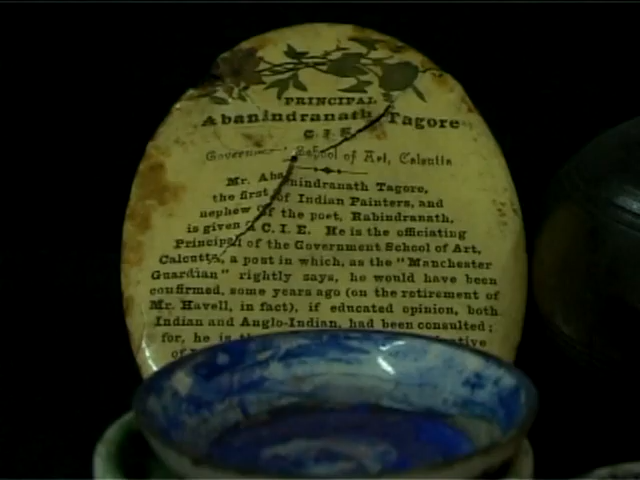 PRINCIPAL
Abanindranath Tagore
C. I. E.
Government School of Art, Calcutta
Mr. Abanindranath Tagore,
the first of Indian Painters, and
nephew of the poet, Rabindranath,
is given a C. I. E. He is the officiating
Principal of the Government School of Art,
Calcutta, a post in which, as the "Manchester
Guardian" rightly says, he would have been
confirmed, some years ago (on the retirement of
Mr. Havell, in fact), if educated opinion, both
Indian and Anglo-Indian, had been consulted;
for, he is
of